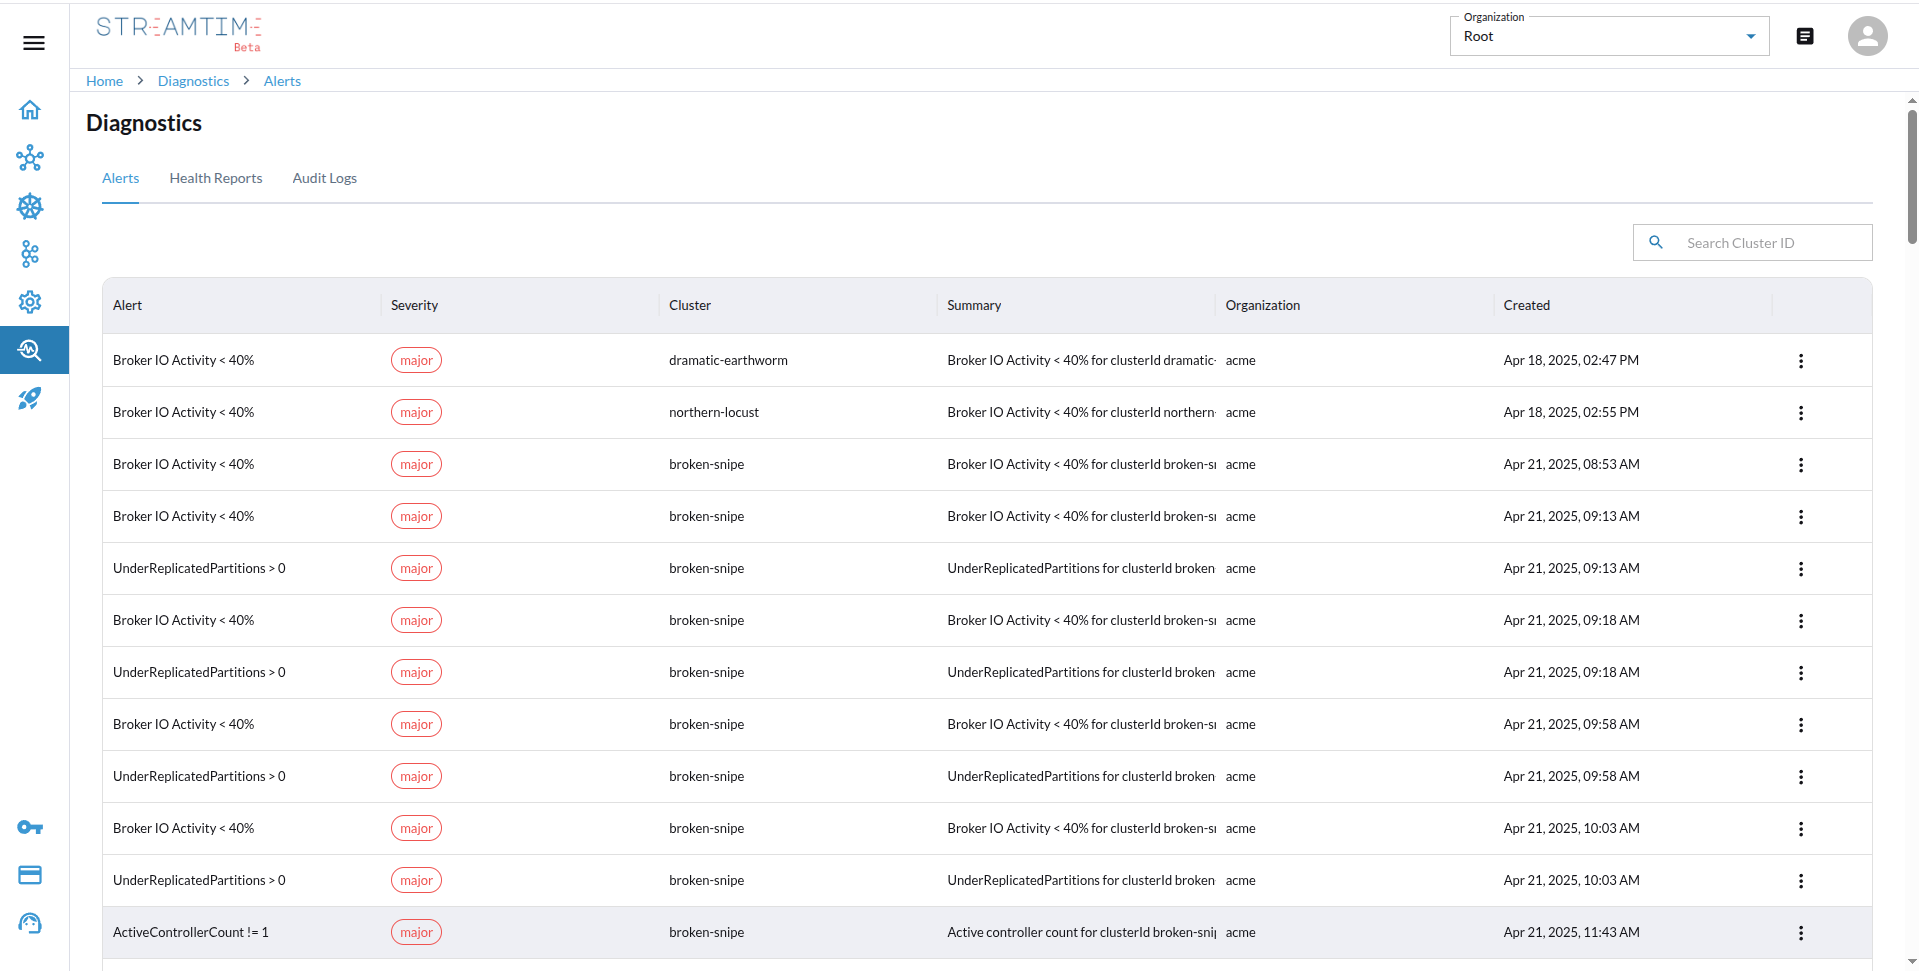 STREAMTIME
Beta
Organization
Root
Home > Diagnostics > Alerts
Diagnostics
Alerts Health Reports Audit Logs
Search Cluster ID
Alert Severity Cluster Summary Organization Created
Broker IO Activity < 40% major dramatic-earthworm Broker IO Activity < 40% for clusterId dramatic- acme Apr 18, 2025, 02:47 PM
Broker IO Activity < 40% major northern-locust Broker IO Activity < 40% for clusterId northern- acme Apr 18, 2025, 02:55 PM
Broker IO Activity < 40% major broken-snipe Broker IO Activity < 40% for clusterId broken-s acme Apr 21, 2025, 08:53 AM
Broker IO Activity < 40% major broken-snipe Broker IO Activity < 40% for clusterId broken-s acme Apr 21, 2025, 09:13 AM
UnderReplicatedPartitions > 0 major broken-snipe UnderReplicatedPartitions for clusterId broken acme Apr 21, 2025, 09:13 AM
Broker IO Activity < 40% major broken-snipe Broker IO Activity < 40% for clusterId broken-s acme Apr 21, 2025, 09:18 AM
UnderReplicatedPartitions > 0 major broken-snipe UnderReplicatedPartitions for clusterId broken acme Apr 21, 2025, 09:18 AM
Broker IO Activity < 40% major broken-snipe Broker IO Activity < 40% for clusterId broken-s acme Apr 21, 2025, 09:58 AM
UnderReplicatedPartitions > 0 major broken-snipe UnderReplicatedPartitions for clusterId broken acme Apr 21, 2025, 09:58 AM
Broker IO Activity < 40% major broken-snipe Broker IO Activity < 40% for clusterId broken-s acme Apr 21, 2025, 10:03 AM
UnderReplicatedPartitions > 0 major broken-snipe UnderReplicatedPartitions for clusterId broken acme Apr 21, 2025, 10:03 AM
ActiveControllerCount != 1 major broken-snipe Active controller count for clusterId broken-sni acme Apr 21, 2025, 11:43 AM